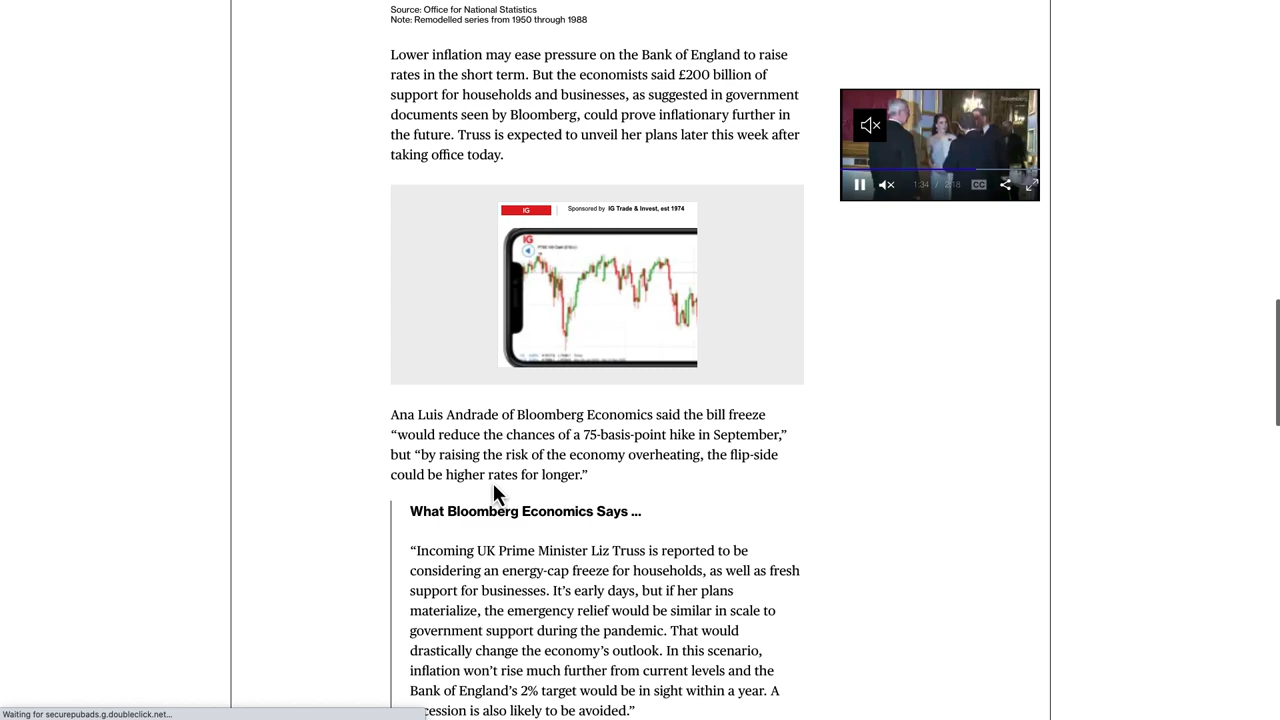 Source: Office for National Statistics
Note: Remodelled series from 1950 through 1988
Lower inflation may ease pressure on the Bank of England to raise
rates in the short term. But the economists said £200 billion of
support for households and businesses, as suggested in government
documents seen by Bloomberg, could prove inflationary further in
the future. Truss is expected to unveil her plans later this week after
taking office today.
1:34 / 2:18 CC
IG Sponsored by IG Trade & Invest, est 1974
IG
Ana Luis Andrade of Bloomberg Economics said the bill freeze
“would reduce the chances of a 75-basis-point hike in September,”
but “by raising the risk of the economy overheating, the flip-side
could be higher rates for longer.”
What Bloomberg Economics Says ...
“Incoming UK Prime Minister Liz Truss is reported to be
considering an energy-cap freeze for households, as well as fresh
support for businesses. It’s early days, but if her plans
materialize, the emergency relief would be similar in scale to
government support during the pandemic. That would
drastically change the economy’s outlook. In this scenario,
inflation won’t rise much further from current levels and the
Bank of England’s 2% target would be in sight within a year. A
cession is also likely to be avoided.”
Waiting for securepubads.g.doubleclick.net...